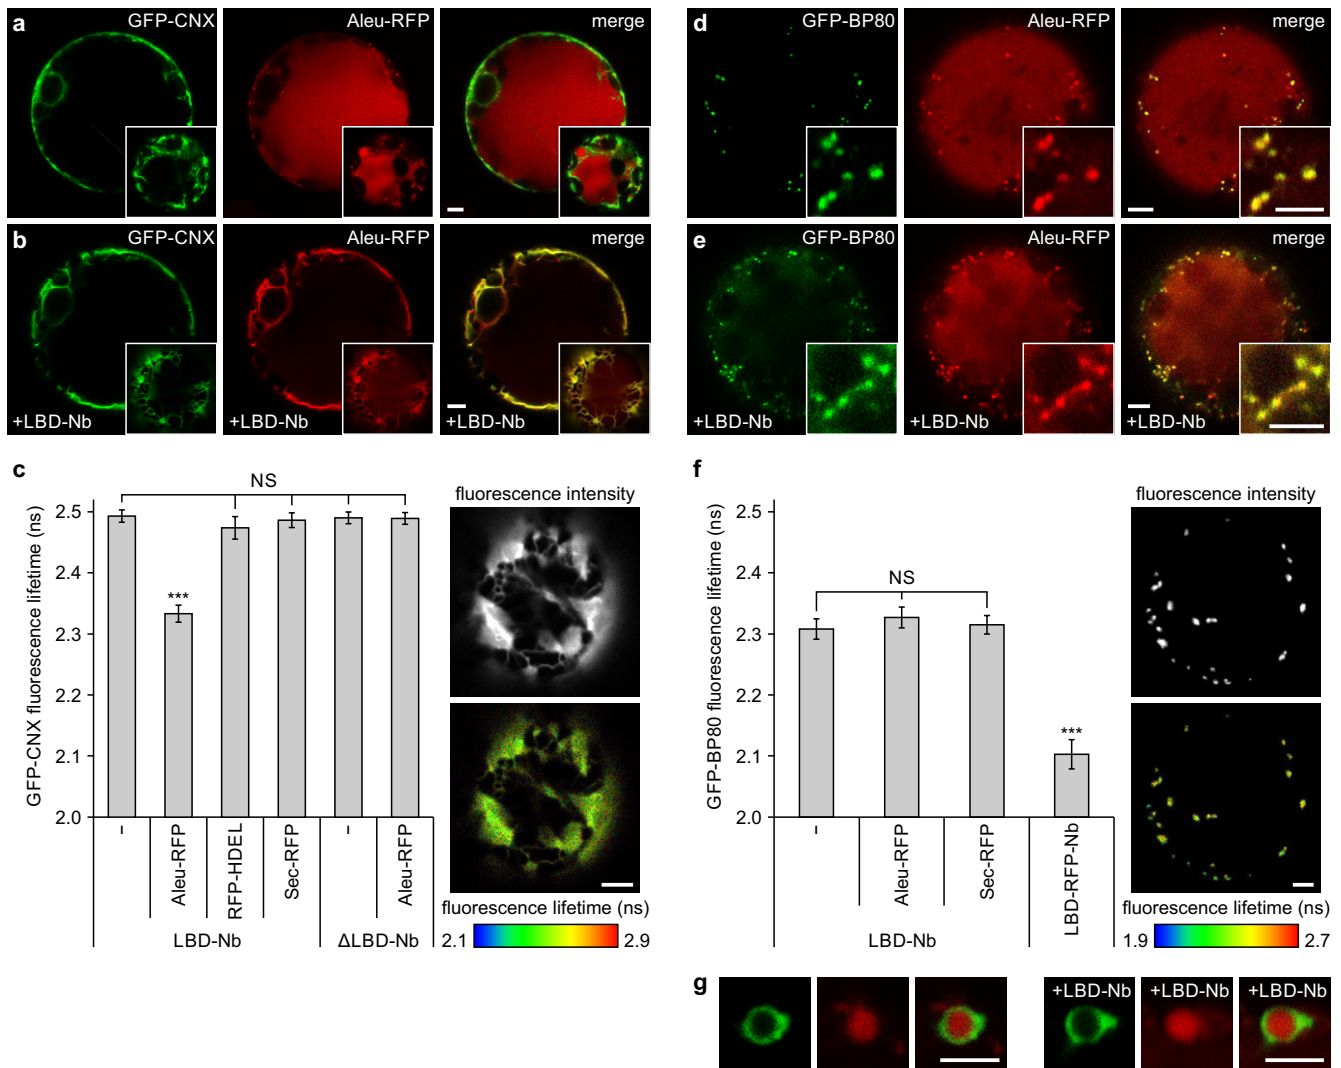 a GFP-CNX Aleu-RFP merge
b GFP-CNX Aleu-RFP merge
+LBD-Nb +LBD-Nb +LBD-Nb
c
NS
GFP-CNX fluorescence lifetime (ns)
2.5
2.4
2.3
2.2
2.1
2.0
***
- Aleu-RFP RFP-HDEL Sec-RFP - Aleu-RFP
LBD-Nb ΔLBD-Nb
fluorescence intensity
fluorescence lifetime (ns)
2.1 2.9
d GFP-BP80 Aleu-RFP merge
e GFP-BP80 Aleu-RFP merge
+LBD-Nb +LBD-Nb +LBD-Nb
f
NS
GFP-BP80 fluorescence lifetime (ns)
2.5
2.4
2.3
2.2
2.1
2.0
***
- Aleu-RFP Sec-RFP LBD-RFP-Nb
LBD-Nb
fluorescence intensity
fluorescence lifetime (ns)
1.9 2.7
g
+LBD-Nb +LBD-Nb +LBD-Nb